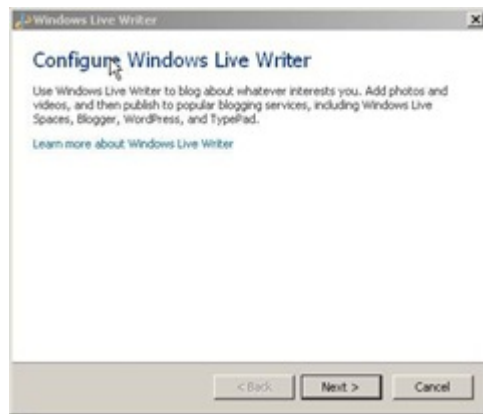 Windows Live Writer
Configure Windows Live Writer
Use Windows Live Writer to blog about whatever interests you. Add photos and
videos, and then publish to popular blogging services, including Windows Live
Spaces, Blogger, WordPress, and TypePad.
Learn more about Windows Live Writer
< Back Next > Cancel